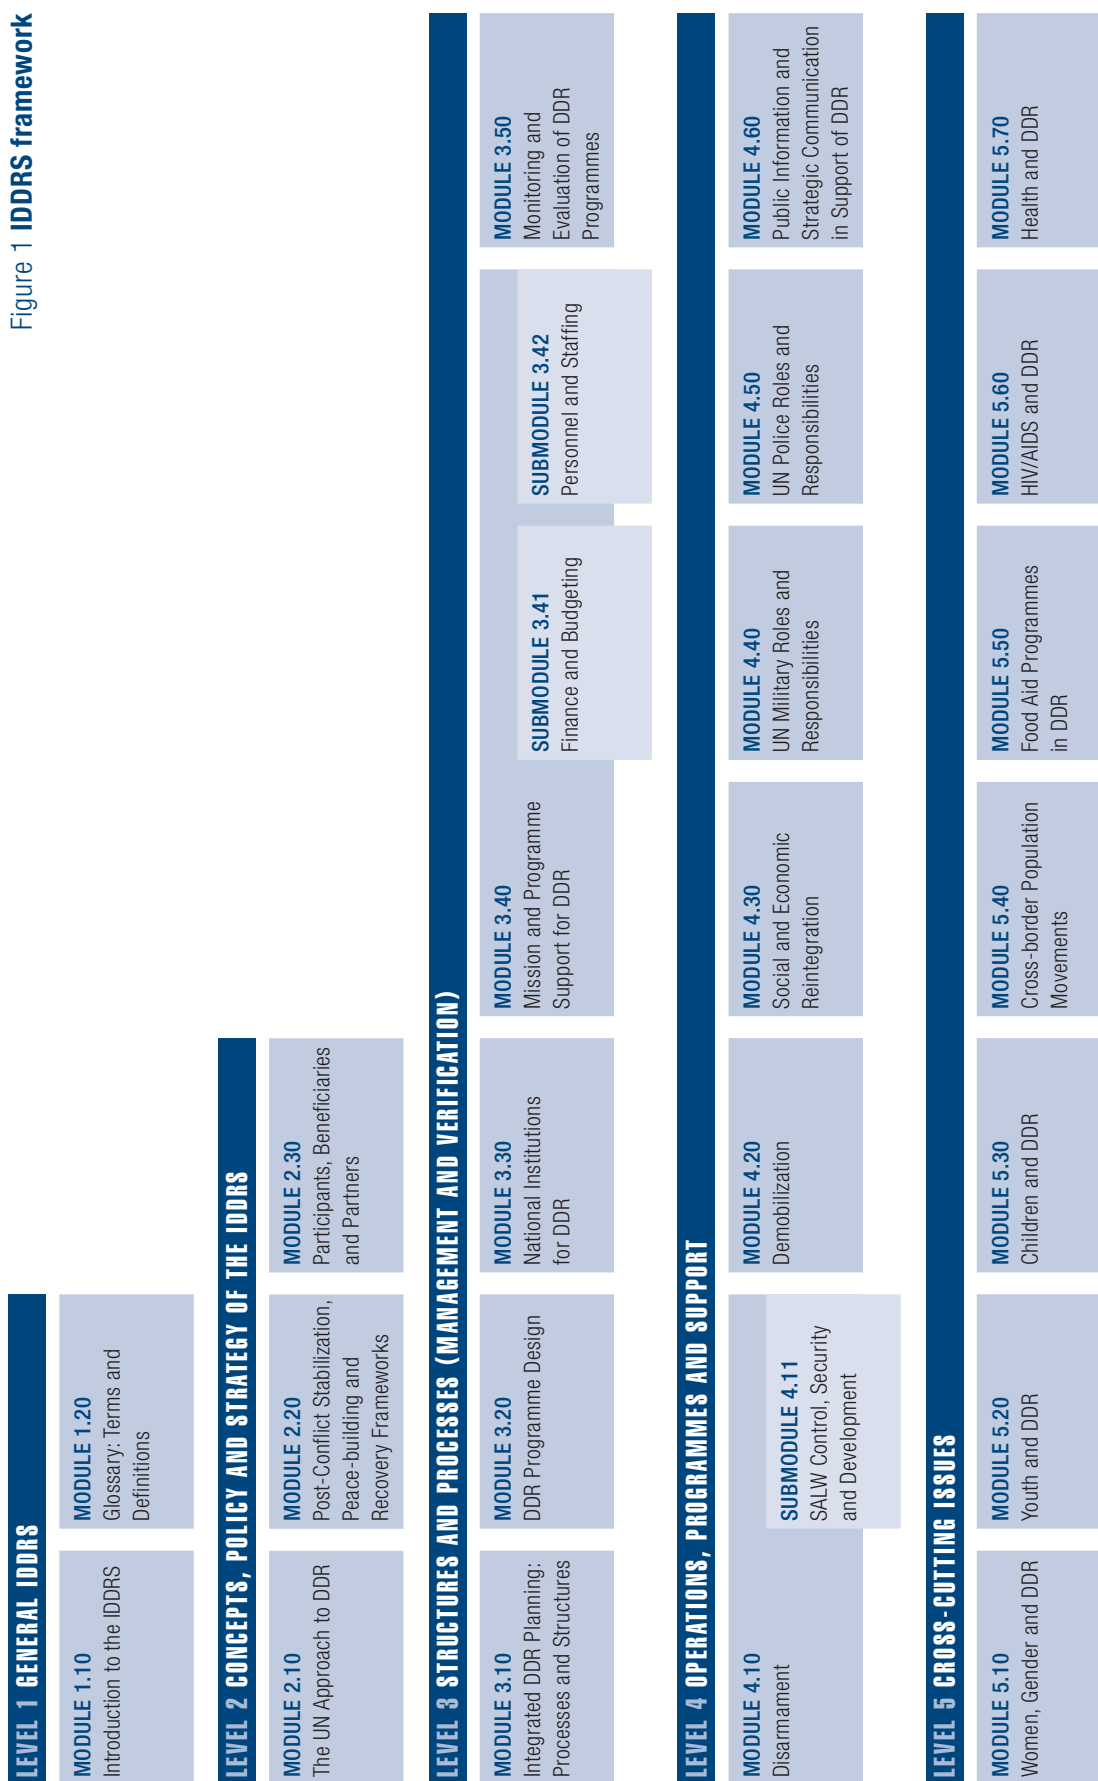 Figure 1 IDDRS framework
LEVEL 1 GENERAL IDDRS
MODULE 1.10
Introduction to the IDDRS
MODULE 1.20
Glossary: Terms and
Definitions
LEVEL 2 CONCEPTS, POLICY AND STRATEGY OF THE IDDRS
MODULE 2.10
The UN Approach to DDR
MODULE 2.20
Post-Conflict Stabilization,
Peace-building and
Recovery Frameworks
MODULE 2.30
Participants, Beneficiaries
and Partners
LEVEL 3 STRUCTURES AND PROCESSES (MANAGEMENT AND VERIFICATION)
MODULE 3.10
Integrated DDR Planning:
Processes and Structures
MODULE 3.20
DDR Programme Design
MODULE 3.30
National Institutions
for DDR
MODULE 3.40
Mission and Programme
Support for DDR
SUBMODULE 3.41
Finance and Budgeting
SUBMODULE 3.42
Personnel and Staffing
MODULE 3.50
Monitoring and
Evaluation of DDR
Programmes
LEVEL 4 OPERATIONS, PROGRAMMES AND SUPPORT
MODULE 4.10
Disarmament
SUBMODULE 4.11
SALW Control, Security
and Development
MODULE 4.20
Demobilization
MODULE 4.30
Social and Economic
Reintegration
MODULE 4.40
UN Military Roles and
Responsibilities
MODULE 4.50
UN Police Roles and
Responsibilities
MODULE 4.60
Public Information and
Strategic Communication
in Support of DDR
LEVEL 5 CROSS-CUTTING ISSUES
MODULE 5.10
Women, Gender and DDR
MODULE 5.20
Youth and DDR
MODULE 5.30
Children and DDR
MODULE 5.40
Cross-border Population
Movements
MODULE 5.50
Food Aid Programmes
in DDR
MODULE 5.60
HIV/AIDS and DDR
MODULE 5.70
Health and DDR